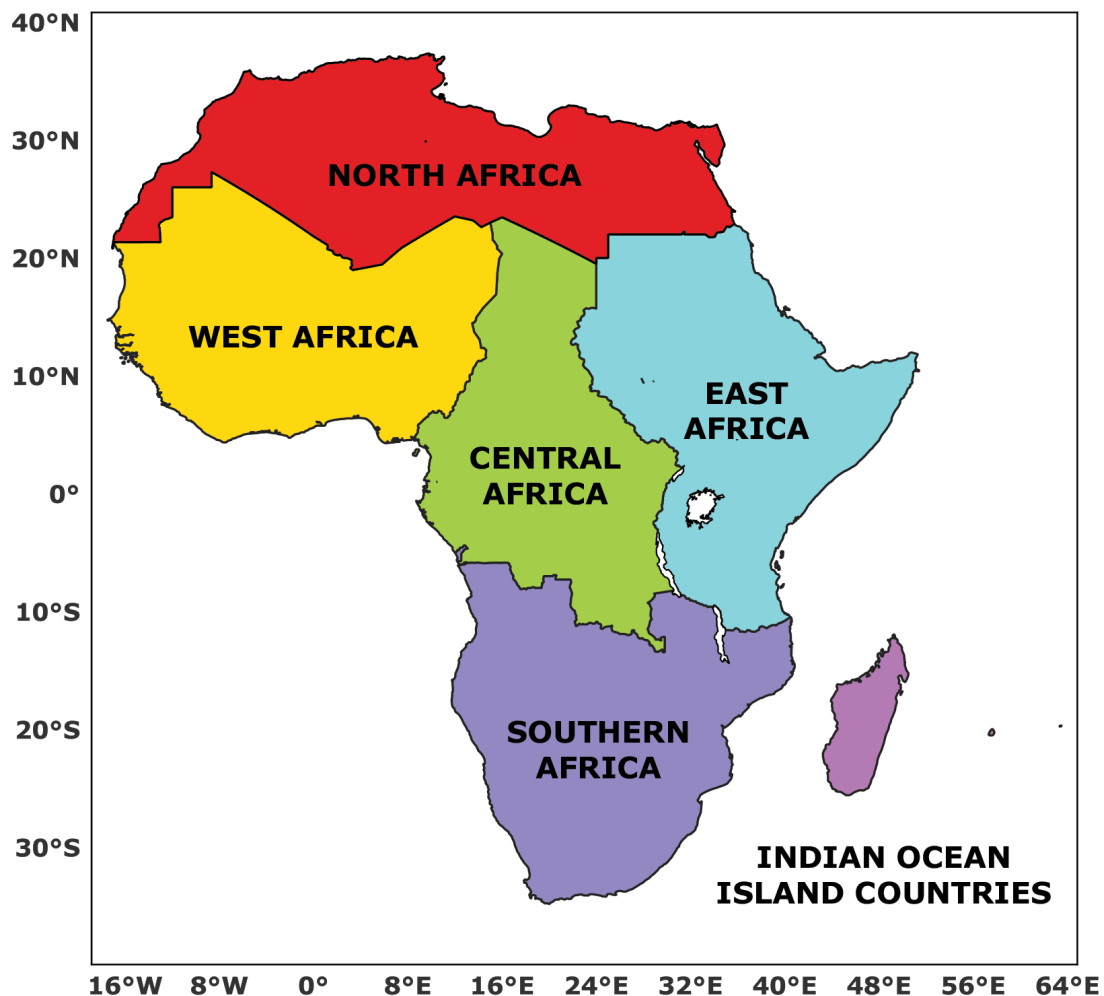 40°N
30°N
20°N
10°N
0°
10°S
20°S
30°S
NORTH AFRICA
WEST AFRICA
EAST
AFRICA
CENTRAL
AFRICA
SOUTHERN
AFRICA
INDIAN OCEAN
ISLAND COUNTRIES
16°W 8°W 0° 8°E 16°E 24°E 32°E 40°E 48°E 56°E 64°E